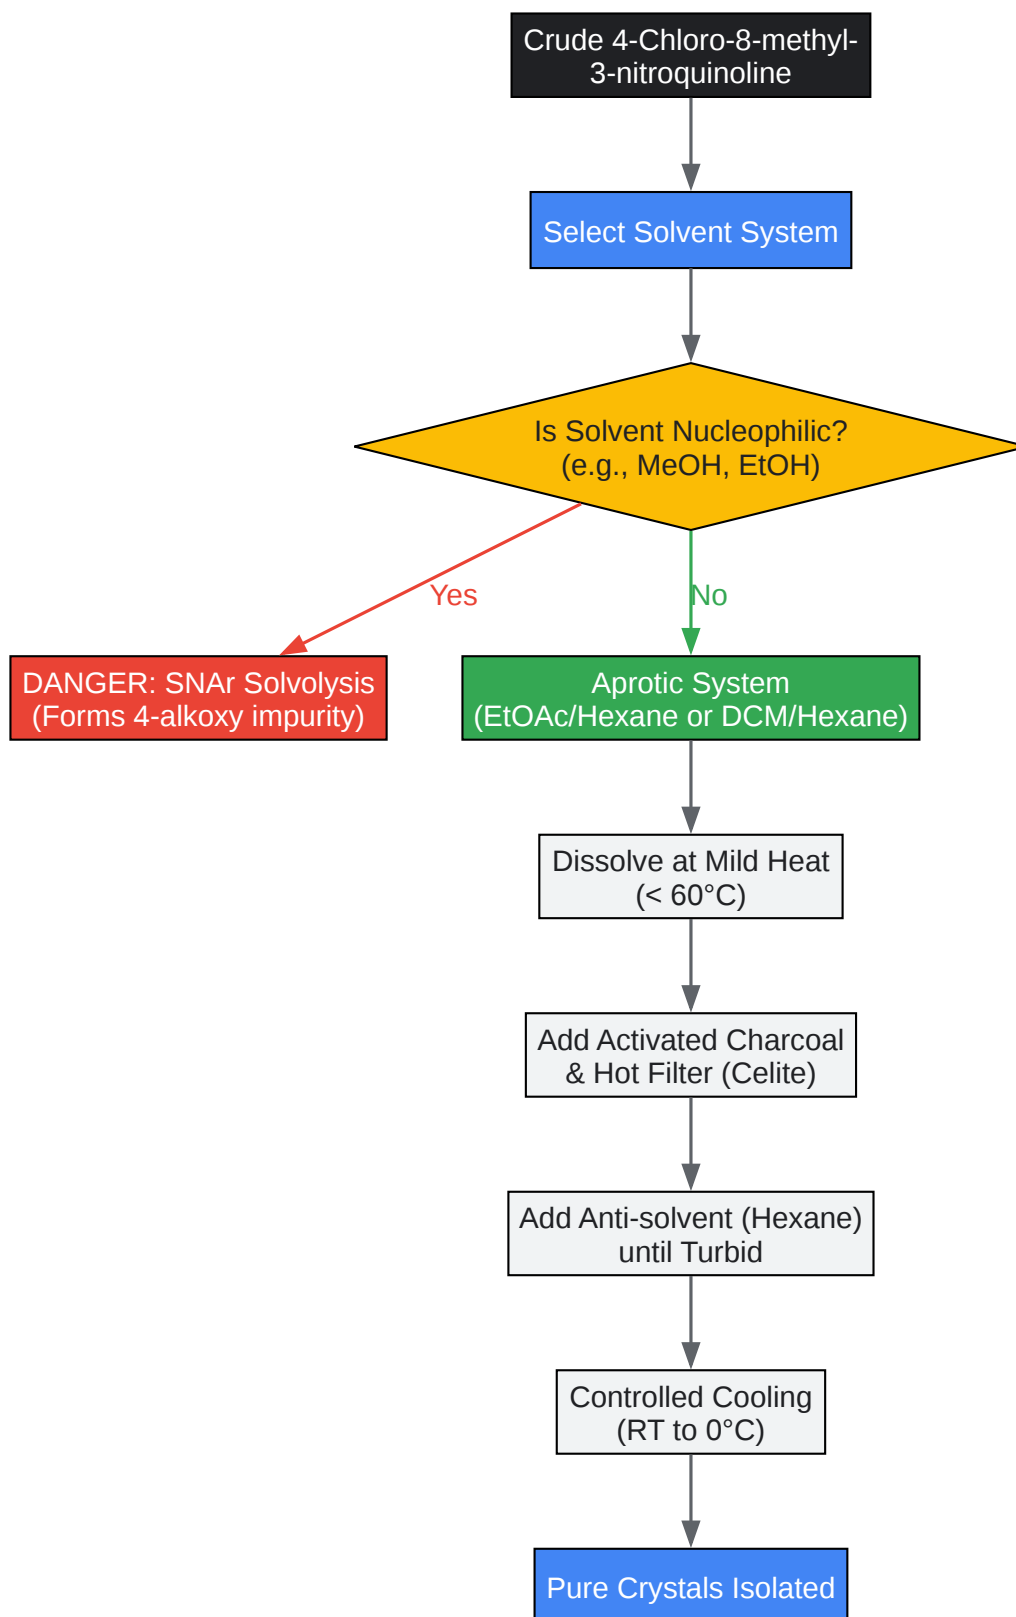 Crude 4-Chloro-8-methyl-
3-nitroquinoline
Select Solvent System
Is Solvent Nucleophilic?
(e.g., MeOH, EtOH)
Yes
No
DANGER: SNAr Solvolysis
(Forms 4-alkoxy impurity)
Aprotic System
(EtOAc/Hexane or DCM/Hexane)
Dissolve at Mild Heat
(< 60°C)
Add Activated Charcoal
& Hot Filter (Celite)
Add Anti-solvent (Hexane)
until Turbid
Controlled Cooling
(RT to 0°C)
Pure Crystals Isolated